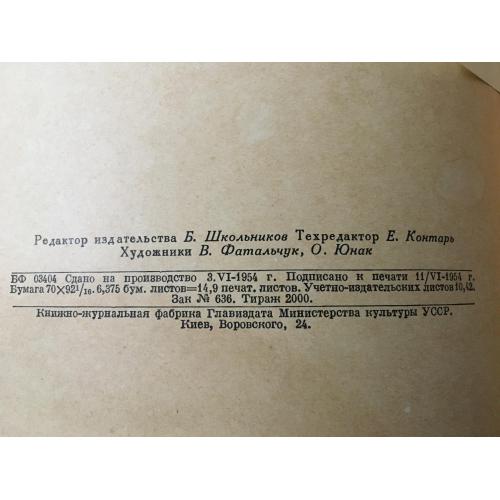 Редактор издательства Б. Школьников Техредактор Е. Контарь
Художники В. Фатальчук, О. Юнак
БФ 03404 Сдано на производство 3.VI-1954 г. Подписано к печати 11/VI-1954 г.
Бумага 70×92¹/₁₆. 6,375 бум. листов=14,9 печат. листов. Учетно-издательских листов 10,42.
Зак № 636. Тираж 2000.
Книжно-журнальная фабрика Главиздата Министерства культуры УССР.
Киев, Воровского, 24.